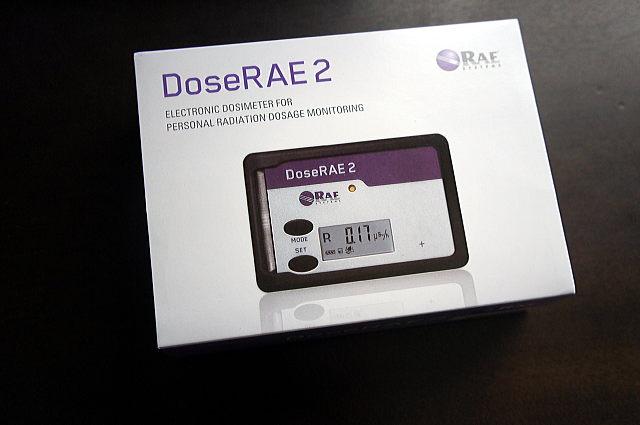 DoseRAE 2
RAE
SYSTEMS
ELECTRONIC DOSIMETER FOR
PERSONAL RADIATION DOSAGE MONITORING
DoseRAE 2
RAE
SYSTEMS
MODE
SET
R 0.17 µSv/h